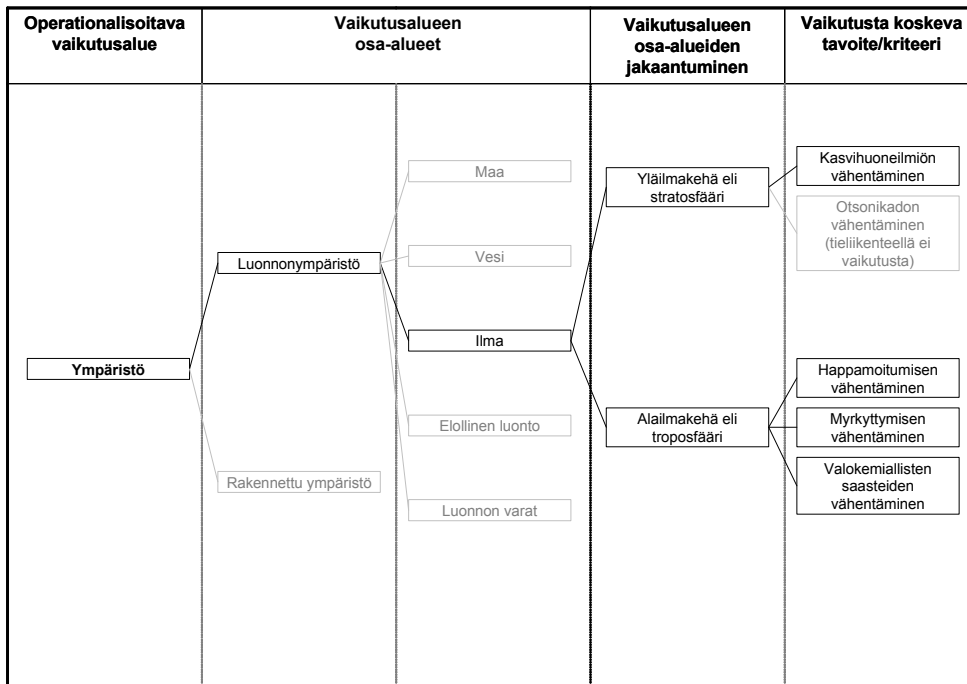 Operationalisoitava
vaikutusalue
Vaikutusalueen
osa-alueet
Vaikutusalueen
osa-alueiden
jakaantuminen
Vaikutusta koskeva
tavoite/kriteeri
Ympäristö
Luonnonympäristö
Rakennettu ympäristö
Maa
Vesi
Ilma
Elollinen luonto
Luonnon varat
Yläilmakehä eli
stratosfääri
Alailmakehä eli
troposfääri
Kasvihuoneilmiön
vähentäminen
Otsonikadon
vähentäminen
(tieliikenteellä ei
vaikutusta)
Happamoitumisen
vähentäminen
Myrkyttymisen
vähentäminen
Valokemiallisten
saasteiden
vähentäminen